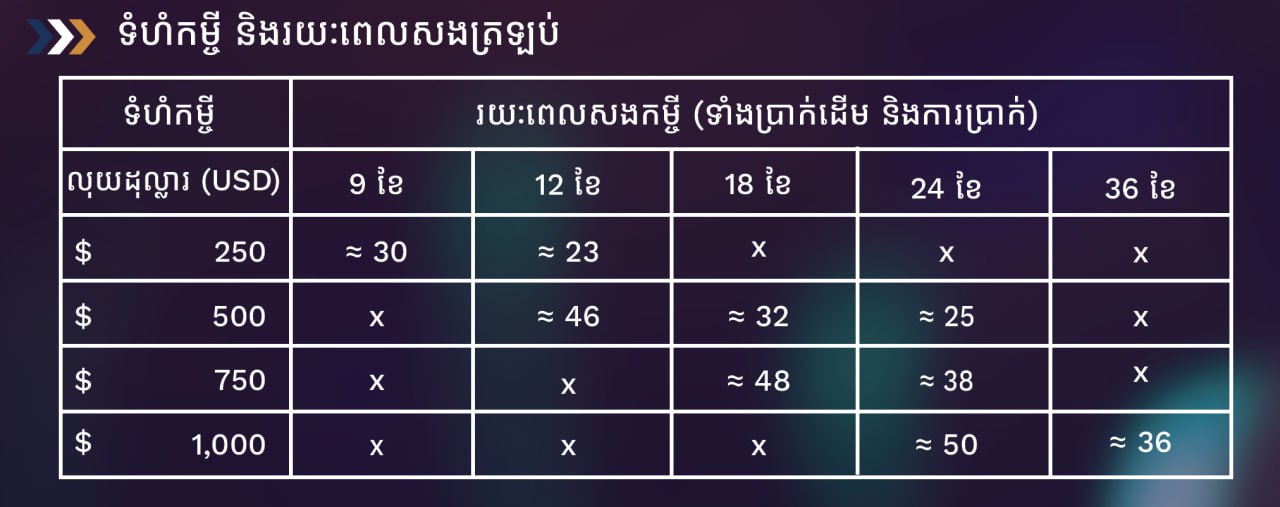 ទំហំកម្ចី និងរយៈពេលសងត្រឡប់
ទំហំកម្ចី រយៈពេលសងកម្ចី (ទាំងប្រាក់ដើម និងការប្រាក់)
លុយដុល្លារ (USD) 9 ខែ 12 ខែ 18 ខែ 24 ខែ 36 ខែ
$ 250 ≈ 30 ≈ 23 x x x
$ 500 x ≈ 46 ≈ 32 ≈ 25 x
$ 750 x x ≈ 48 ≈ 38 x
$ 1,000 x x x ≈ 50 ≈ 36